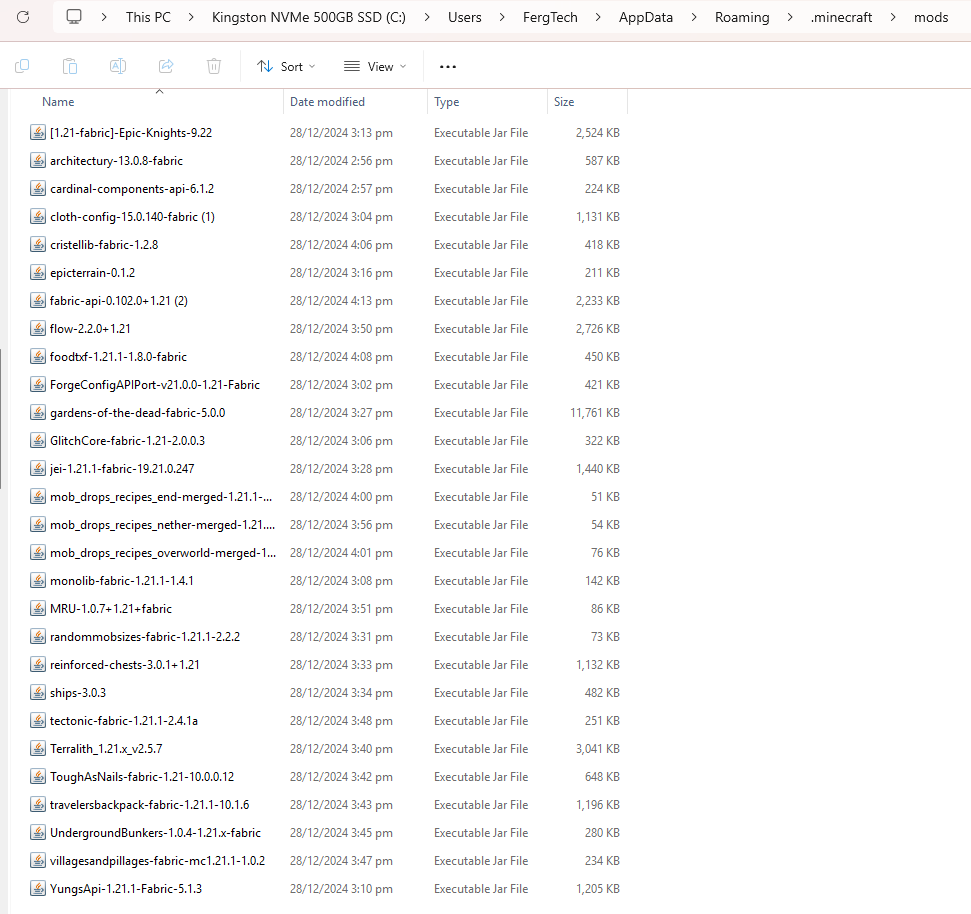 This PC > Kingston NVMe 500GB SSD (C:) > Users > FergTech > AppData > Roaming > .minecraft > mods
Sort View
Name Date modified Type Size
[1.21-fabric]-Epic-Knights-9.22 28/12/2024 3:13 pm Executable Jar File 2,524 KB
architectury-13.0.8-fabric 28/12/2024 2:56 pm Executable Jar File 587 KB
cardinal-components-api-6.1.2 28/12/2024 2:57 pm Executable Jar File 224 KB
cloth-config-15.0.140-fabric (1) 28/12/2024 3:04 pm Executable Jar File 1,131 KB
cristellib-fabric-1.2.8 28/12/2024 4:06 pm Executable Jar File 418 KB
epicterrain-0.1.2 28/12/2024 3:16 pm Executable Jar File 211 KB
fabric-api-0.102.0+1.21 (2) 28/12/2024 4:13 pm Executable Jar File 2,233 KB
flow-2.2.0+1.21 28/12/2024 3:50 pm Executable Jar File 2,726 KB
foodtxf-1.21.1-1.8.0-fabric 28/12/2024 4:08 pm Executable Jar File 450 KB
ForgeConfigAPIPort-v21.0.0-1.21-Fabric 28/12/2024 3:02 pm Executable Jar File 421 KB
gardens-of-the-dead-fabric-5.0.0 28/12/2024 3:27 pm Executable Jar File 11,761 KB
GlitchCore-fabric-1.21-2.0.0.3 28/12/2024 3:06 pm Executable Jar File 322 KB
jei-1.21.1-fabric-19.21.0.247 28/12/2024 3:28 pm Executable Jar File 1,440 KB
mob_drops_recipes_end-merged-1.21.1-... 28/12/2024 4:00 pm Executable Jar File 51 KB
mob_drops_recipes_nether-merged-1.21.... 28/12/2024 3:56 pm Executable Jar File 54 KB
mob_drops_recipes_overworld-merged-1... 28/12/2024 4:01 pm Executable Jar File 76 KB
monolib-fabric-1.21.1-1.4.1 28/12/2024 3:08 pm Executable Jar File 142 KB
MRU-1.0.7+1.21+fabric 28/12/2024 3:51 pm Executable Jar File 86 KB
randommobsizes-fabric-1.21.1-2.2.2 28/12/2024 3:31 pm Executable Jar File 73 KB
reinforced-chests-3.0.1+1.21 28/12/2024 3:33 pm Executable Jar File 1,132 KB
ships-3.0.3 28/12/2024 3:34 pm Executable Jar File 482 KB
tectonic-fabric-1.21.1-2.4.1a 28/12/2024 3:48 pm Executable Jar File 251 KB
Terralith_1.21.x_v2.5.7 28/12/2024 3:40 pm Executable Jar File 3,041 KB
ToughAsNails-fabric-1.21-10.0.0.12 28/12/2024 3:42 pm Executable Jar File 648 KB
travelersbackpack-fabric-1.21.1-10.1.6 28/12/2024 3:43 pm Executable Jar File 1,196 KB
UndergroundBunkers-1.0.4-1.21.x-fabric 28/12/2024 3:45 pm Executable Jar File 280 KB
villagesandpillages-fabric-mc1.21.1-1.0.2 28/12/2024 3:47 pm Executable Jar File 234 KB
YungsApi-1.21.1-Fabric-5.1.3 28/12/2024 3:10 pm Executable Jar File 1,205 KB